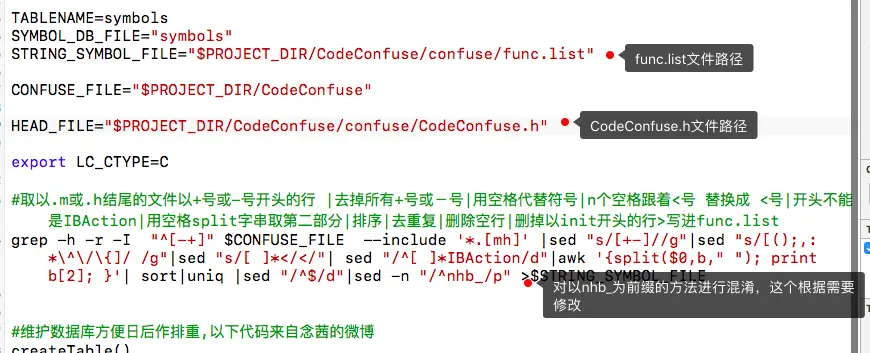 TABLENAME=symbols
SYMBOL_DB_FILE="symbols"
STRING_SYMBOL_FILE="$PROJECT_DIR/CodeConfuse/confuse/func.list"
func.list文件路径
CONFUSE_FILE="$PROJECT_DIR/CodeConfuse"
HEAD_FILE="$PROJECT_DIR/CodeConfuse/confuse/CodeConfuse.h"
CodeConfuse.h文件路径
export LC_CTYPE=C
#取以.m或.h结尾的文件以+号或-号开头的行 |去掉所有+号或－号|用空格代替符号|n个空格跟着<号 替换成 <号|开头不能
是IBAction|用空格split字串取第二部分|排序|去重复|删除空行|删掉以init开头的行>写进func.list
grep -h -r -I  "^[-+]" $CONFUSE_FILE  --include '*.[mh]' |sed "s/[+-]//g"|sed "s/[();,:
*\^\/\{]/ /g"|sed "s/[ ]*</</"| sed "/^[ ]*IBAction/d"|awk '{split($0,b," "); print
b[2]; }'| sort|uniq |sed "/^$/d"|sed -n "/^nhb_/p" >$STRING_SYMBOL_FILE
对以nhb_为前缀的方法进行混淆，这个根据需要
修改
#维护数据库方便日后作排重,以下代码来自念茜的微博
createTable()